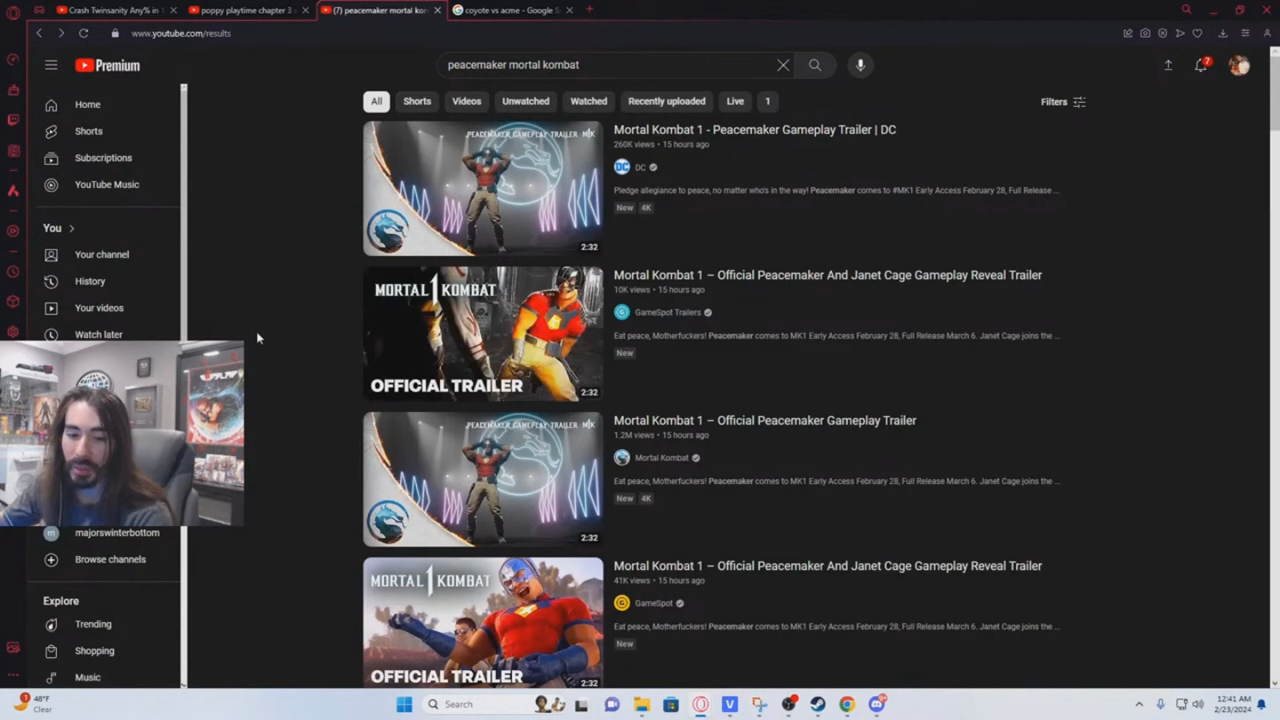 Crash Twinsanity Any% in
poppy playtime chapter 3
(7) peacemaker mortal kom
coyote vs acme - Google S
www.youtube.com/results
Premium
peacemaker mortal kombat
7
Home
Shorts
Subscriptions
YouTube Music
You
Your channel
History
Your videos
Watch later
majorswinterbottom
Browse channels
Explore
Trending
Shopping
Music
All
Shorts
Videos
Unwatched
Watched
Recently uploaded
Live
1
Filters
PEACEMAKER GAMEPLAY TRAILER
2:32
Mortal Kombat 1 - Peacemaker Gameplay Trailer | DC
260K views • 15 hours ago
DC
DC
Pledge allegiance to peace, no matter who's in the way! Peacemaker comes to #MK1 Early Access February 28, Full Release ...
New 4K
MORTAL KOMBAT 1
OFFICIAL TRAILER
2:32
Mortal Kombat 1 – Official Peacemaker And Janet Cage Gameplay Reveal Trailer
10K views • 15 hours ago
G
GameSpot Trailers
Eat peace, Motherfuckers! Peacemaker comes to MK1 Early Access February 28, Full Release March 6. Janet Cage joins the ...
New
PEACEMAKER GAMEPLAY TRAILER
2:32
Mortal Kombat 1 – Official Peacemaker Gameplay Trailer
1.2M views • 15 hours ago
Mortal Kombat
Eat peace, Motherfuckers! Peacemaker comes to MK1 Early Access February 28, Full Release March 6. Janet Cage joins the ...
New 4K
MORTAL KOMBAT 1
OFFICIAL TRAILER
2:32
Mortal Kombat 1 – Official Peacemaker And Janet Cage Gameplay Reveal Trailer
41K views • 15 hours ago
G
GameSpot
Eat peace, Motherfuckers! Peacemaker comes to MK1 Early Access February 28, Full Release March 6. Janet Cage joins the ...
New
1
48°F
Clear
Search
V
12:41 AM
2/23/2024